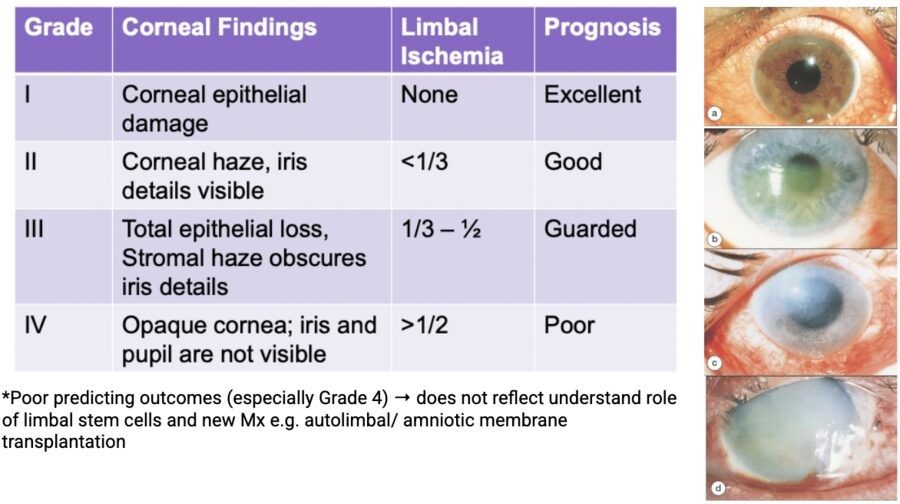 Grade Corneal Findings Limbal Ischemia Prognosis
I Corneal epithelial damage None Excellent
II Corneal haze, iris details visible <1/3 Good
III Total epithelial loss, Stromal haze obscures iris details 1/3 – ½ Guarded
IV Opaque cornea; iris and pupil are not visible >1/2 Poor
*Poor predicting outcomes (especially Grade 4) → does not reflect understand role
of limbal stem cells and new Mx e.g. autolimbal/ amniotic membrane
transplantation
a
b
c
d